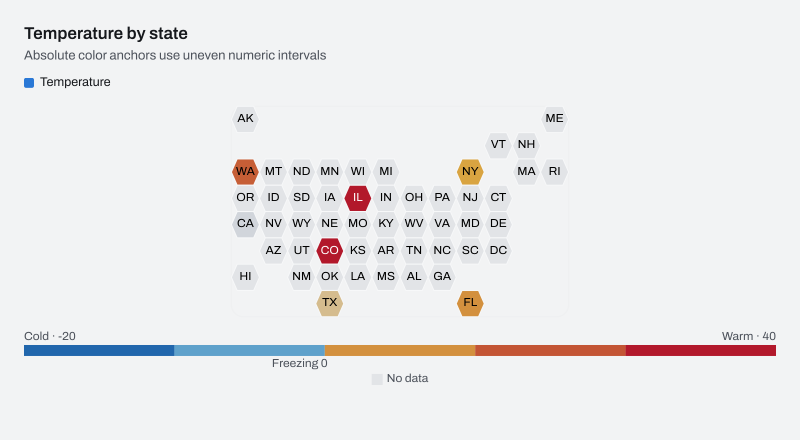 Temperature by state
Absolute color anchors use uneven numeric intervals
Temperature
AK ME
VT NH
WA MT ND MN WI MI NY MA RI
OR ID SD IA IL IN OH PA NJ CT
CA NV WY NE MO KY WV VA MD DE
AZ UT CO KS AR TN NC SC DC
HI NM OK LA MS AL GA
TX FL
Cold · -20 Warm · 40
Freezing 0
No data